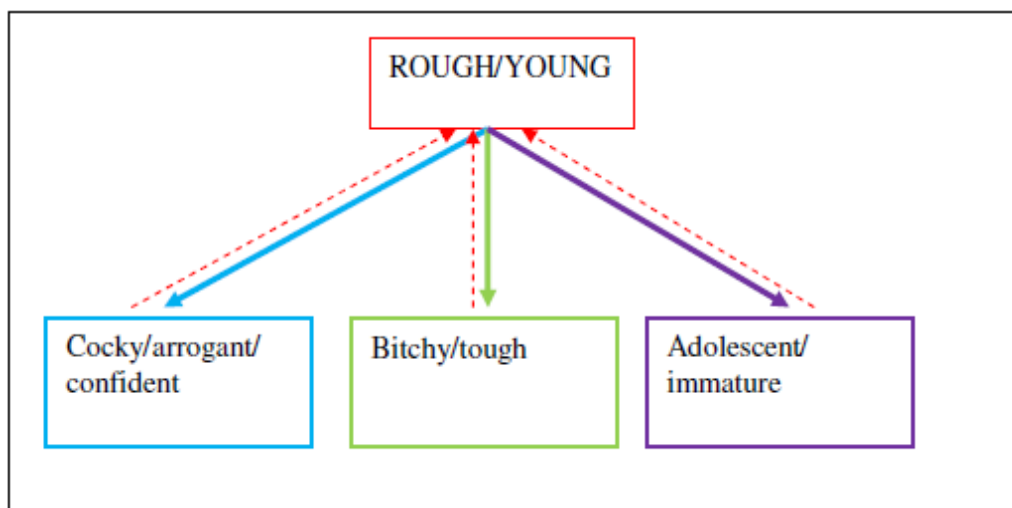 ROUGH/YOUNG
Cocky/arrogant/
confident
Bitchy/tough
Adolescent/
immature